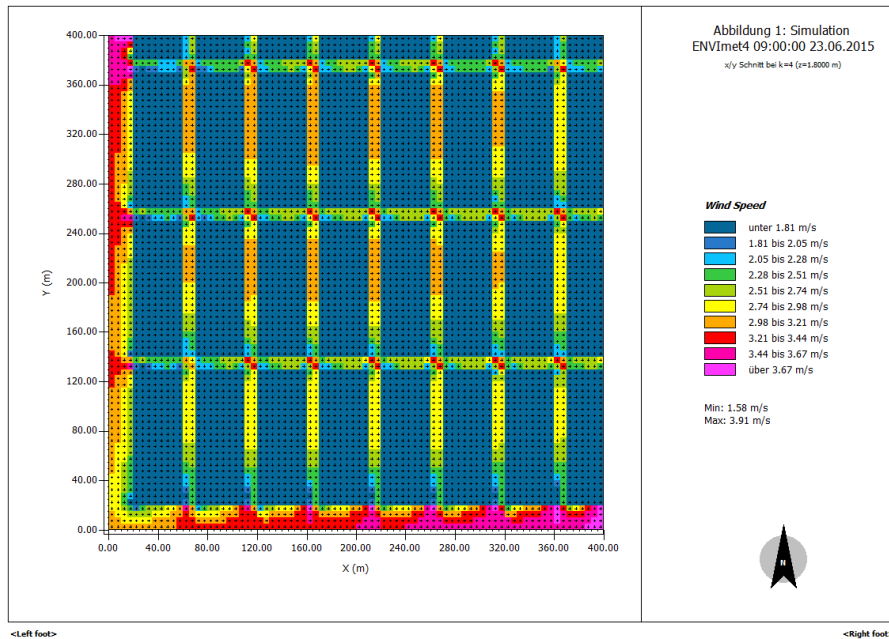 Abbildung 1: Simulation
ENVImet4 09:00:00 23.06.2015
x/y Schnitt bei k=4 (z=1.8000 m)
400.00
360.00
320.00
280.00
240.00
200.00
160.00
120.00
80.00
40.00
0.00
Y (m)
0.00 40.00 80.00 120.00 160.00 200.00 240.00 280.00 320.00 360.00 400.00
X (m)
Wind Speed
unter 1.81 m/s
1.81 bis 2.05 m/s
2.05 bis 2.28 m/s
2.28 bis 2.51 m/s
2.51 bis 2.74 m/s
2.74 bis 2.98 m/s
2.98 bis 3.21 m/s
3.21 bis 3.44 m/s
3.44 bis 3.67 m/s
über 3.67 m/s
Min: 1.58 m/s
Max: 3.91 m/s
N
<Left foot>
<Right foot